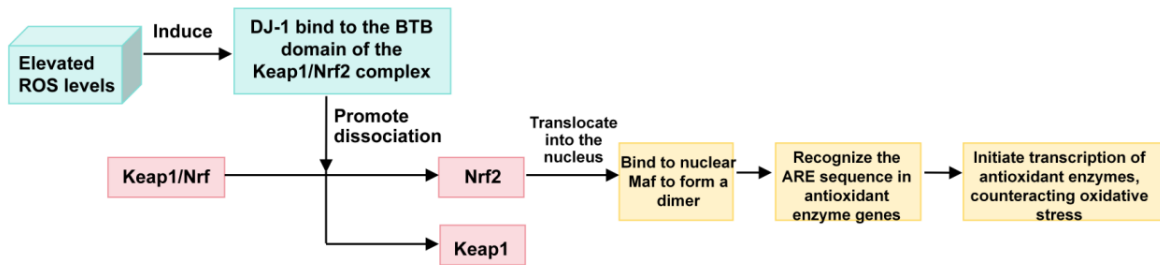 Elevated
ROS levels
Induce
DJ-1 bind to the BTB
domain of the
Keap1/Nrf2 complex
Promote
dissociation
Keap1/Nrf
Nrf2
Keap1
Translocate
into the
nucleus
Bind to nuclear
Maf to form a
dimer
Recognize the
ARE sequence in
antioxidant
enzyme genes
Initiate transcription of
antioxidant enzymes,
counteracting oxidative
stress